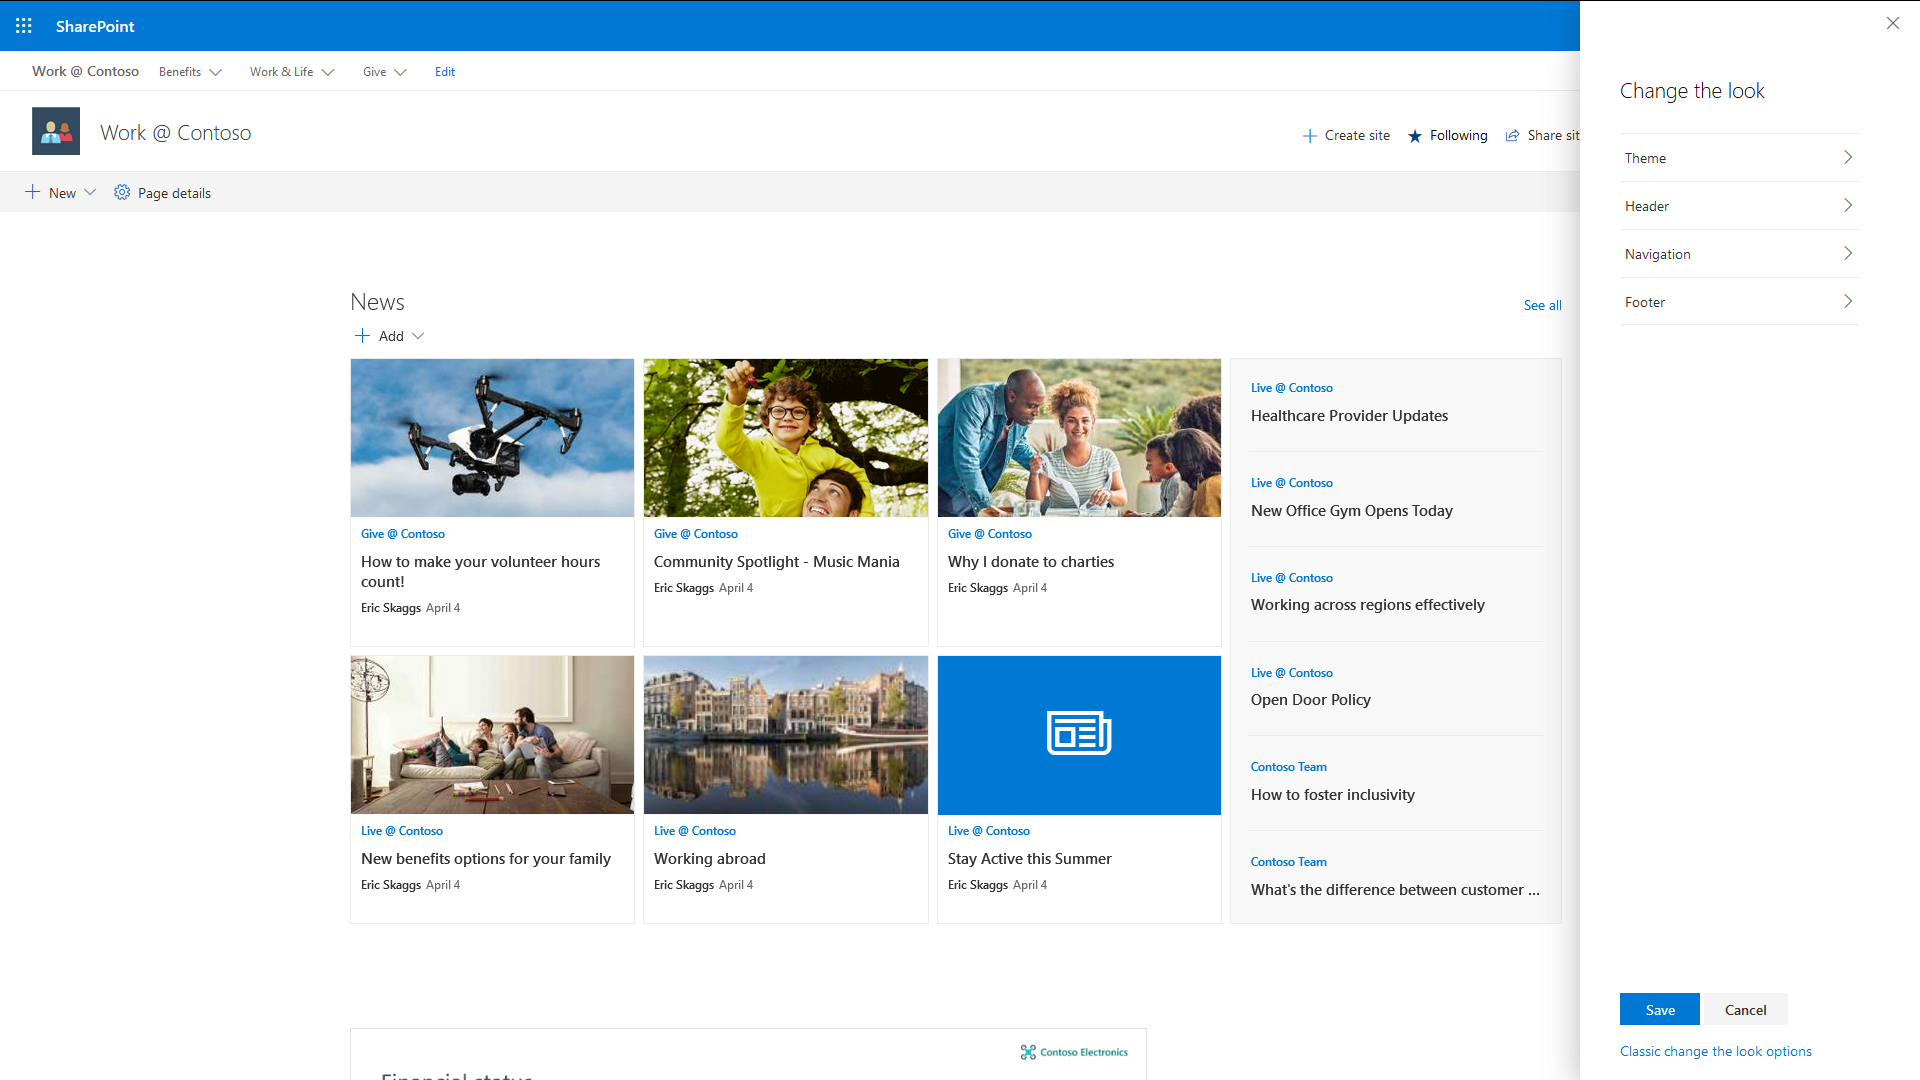 SharePoint
Work @ Contoso Benefits Work & Life Give Edit
Work @ Contoso
Create site Following Share sit
New Page details
News
See all
Add
Give @ Contoso
How to make your volunteer hours
count!
Eric Skaggs April 4
Give @ Contoso
Community Spotlight - Music Mania
Eric Skaggs April 4
Give @ Contoso
Why I donate to charties
Eric Skaggs April 4
Live @ Contoso
New benefits options for your family
Eric Skaggs April 4
Live @ Contoso
Working abroad
Eric Skaggs April 4
Live @ Contoso
Stay Active this Summer
Eric Skaggs April 4
Live @ Contoso
Healthcare Provider Updates
Live @ Contoso
New Office Gym Opens Today
Live @ Contoso
Working across regions effectively
Live @ Contoso
Open Door Policy
Contoso Team
How to foster inclusivity
Contoso Team
What's the difference between customer ...
Contoso Electronics
Financial status
Change the look
Theme
Header
Navigation
Footer
Save Cancel
Classic change the look options